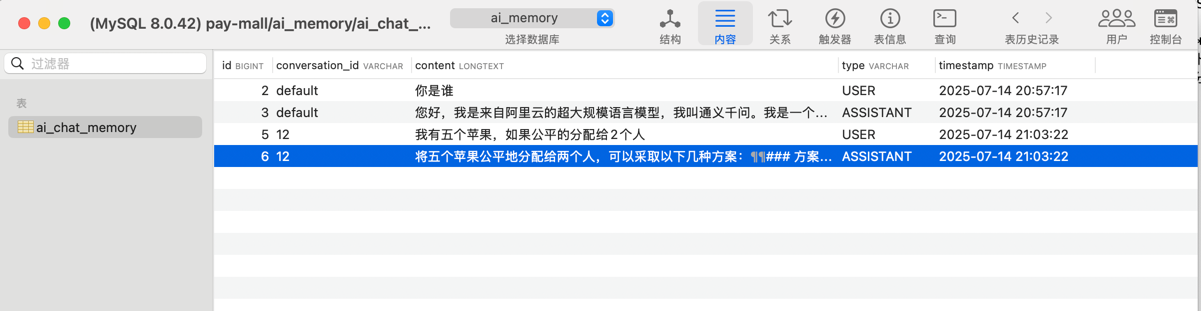 (MySQL 8.0.42) pay-mall/ai_memory/ai_chat_...
ai_memory
选择数据库
结构
内容
关系
触发器
表信息
查询
表历史记录
用户
控制台
过滤器
表
ai_chat_memory
id BIGINT conversation_id VARCHAR content LONGTEXT type VARCHAR timestamp TIMESTAMP
2 default 你是谁 USER 2025-07-14 20:57:17
3 default 您好，我是来自阿里云的超大规模语言模型，我叫通义千问。我是一个... ASSISTANT 2025-07-14 20:57:17
5 12 我有五个苹果，如果公平的分配给2个人 USER 2025-07-14 21:03:22
6 12 将五个苹果公平地分配给两个人，可以采取以下几种方案：¶¶### 方案... ASSISTANT 2025-07-14 21:03:22